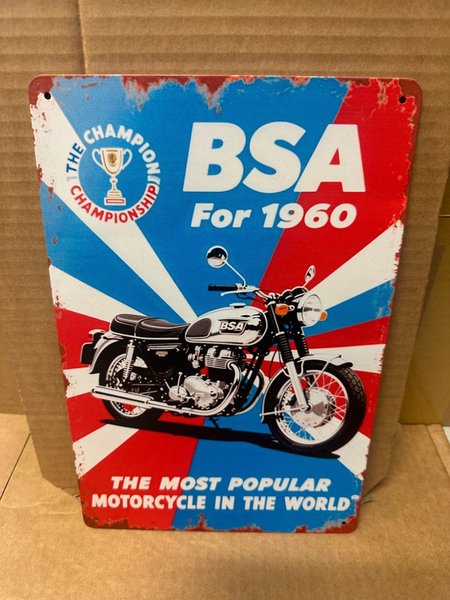 THE CHAMPION
CHAMPIONSHIP
BSA
For 1960
BSA
THE MOST POPULAR
MOTORCYCLE IN THE WORLD